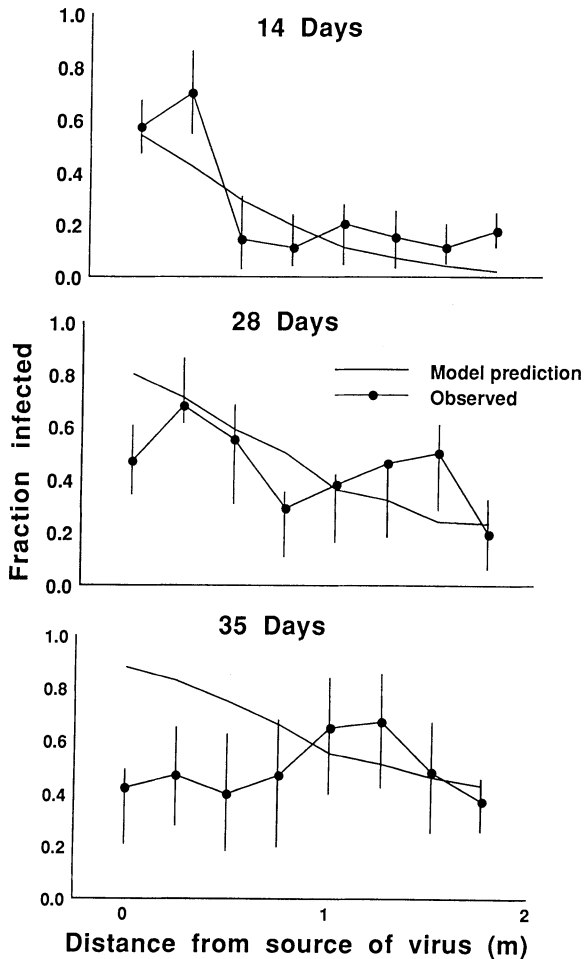 14 Days
1.0
0.8
0.6
0.4
0.2
0.0
28 Days
1.0
0.8
0.6
0.4
0.2
0.0
Model prediction
Observed
Fraction infected
35 Days
1.0
0.8
0.6
0.4
0.2
0.0
0 1 2
Distance from source of virus (m)